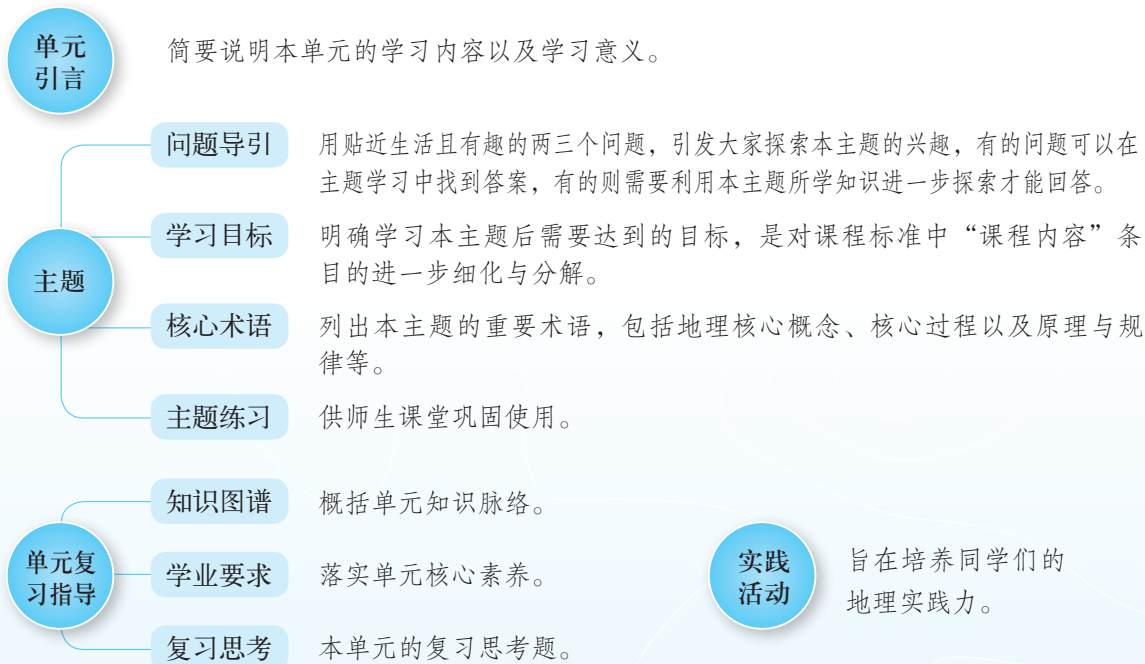 单元
引言
简要说明本单元的学习内容以及学习意义。
问题导引
用贴近生活且有趣的两三个问题，引发大家探索本主题的兴趣，有的问题可以在
主题学习中找到答案，有的则需要利用本主题所学知识进一步探索才能回答。
主题
学习目标
明确学习本主题后需要达到的目标，是对课程标准中“课程内容”条
目的进一步细化与分解。
核心术语
列出本主题的重要术语，包括地理核心概念、核心过程以及原理与规
律等。
主题练习
供师生课堂巩固使用。
单元复
习指导
知识图谱
概括单元知识脉络。
学业要求
落实单元核心素养。
复习思考
本单元的复习思考题。
实践
活动
旨在培养同学们的
地理实践力。